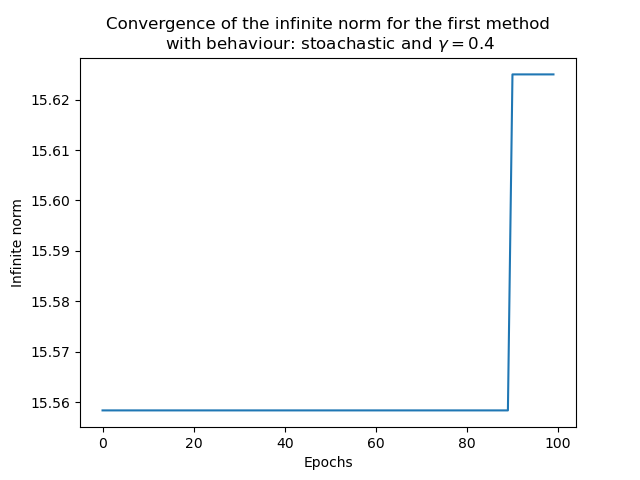 Convergence of the infinite norm for the first method
with behaviour: stoachastic and γ = 0.4
15.62
15.61
15.60
15.59
15.58
15.57
15.56
Infinite norm
0 20 40 60 80 100
Epochs